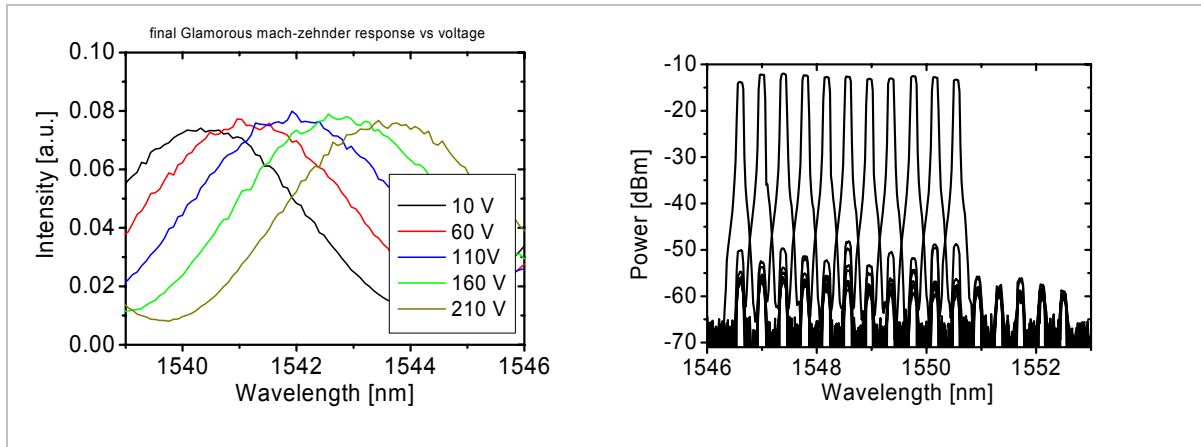 final Glamorous mach-zehnder response vs voltage
0.10
0.08
0.06
0.04
0.02
0.00
Intensity [a.u.]
10 V
60 V
110V
160 V
210 V
1540
1542
1544
1546
Wavelength [nm]
-10
-20
-30
-40
-50
-60
-70
Power [dBm]
1546
1548
1550
1552
Wavelength [nm]